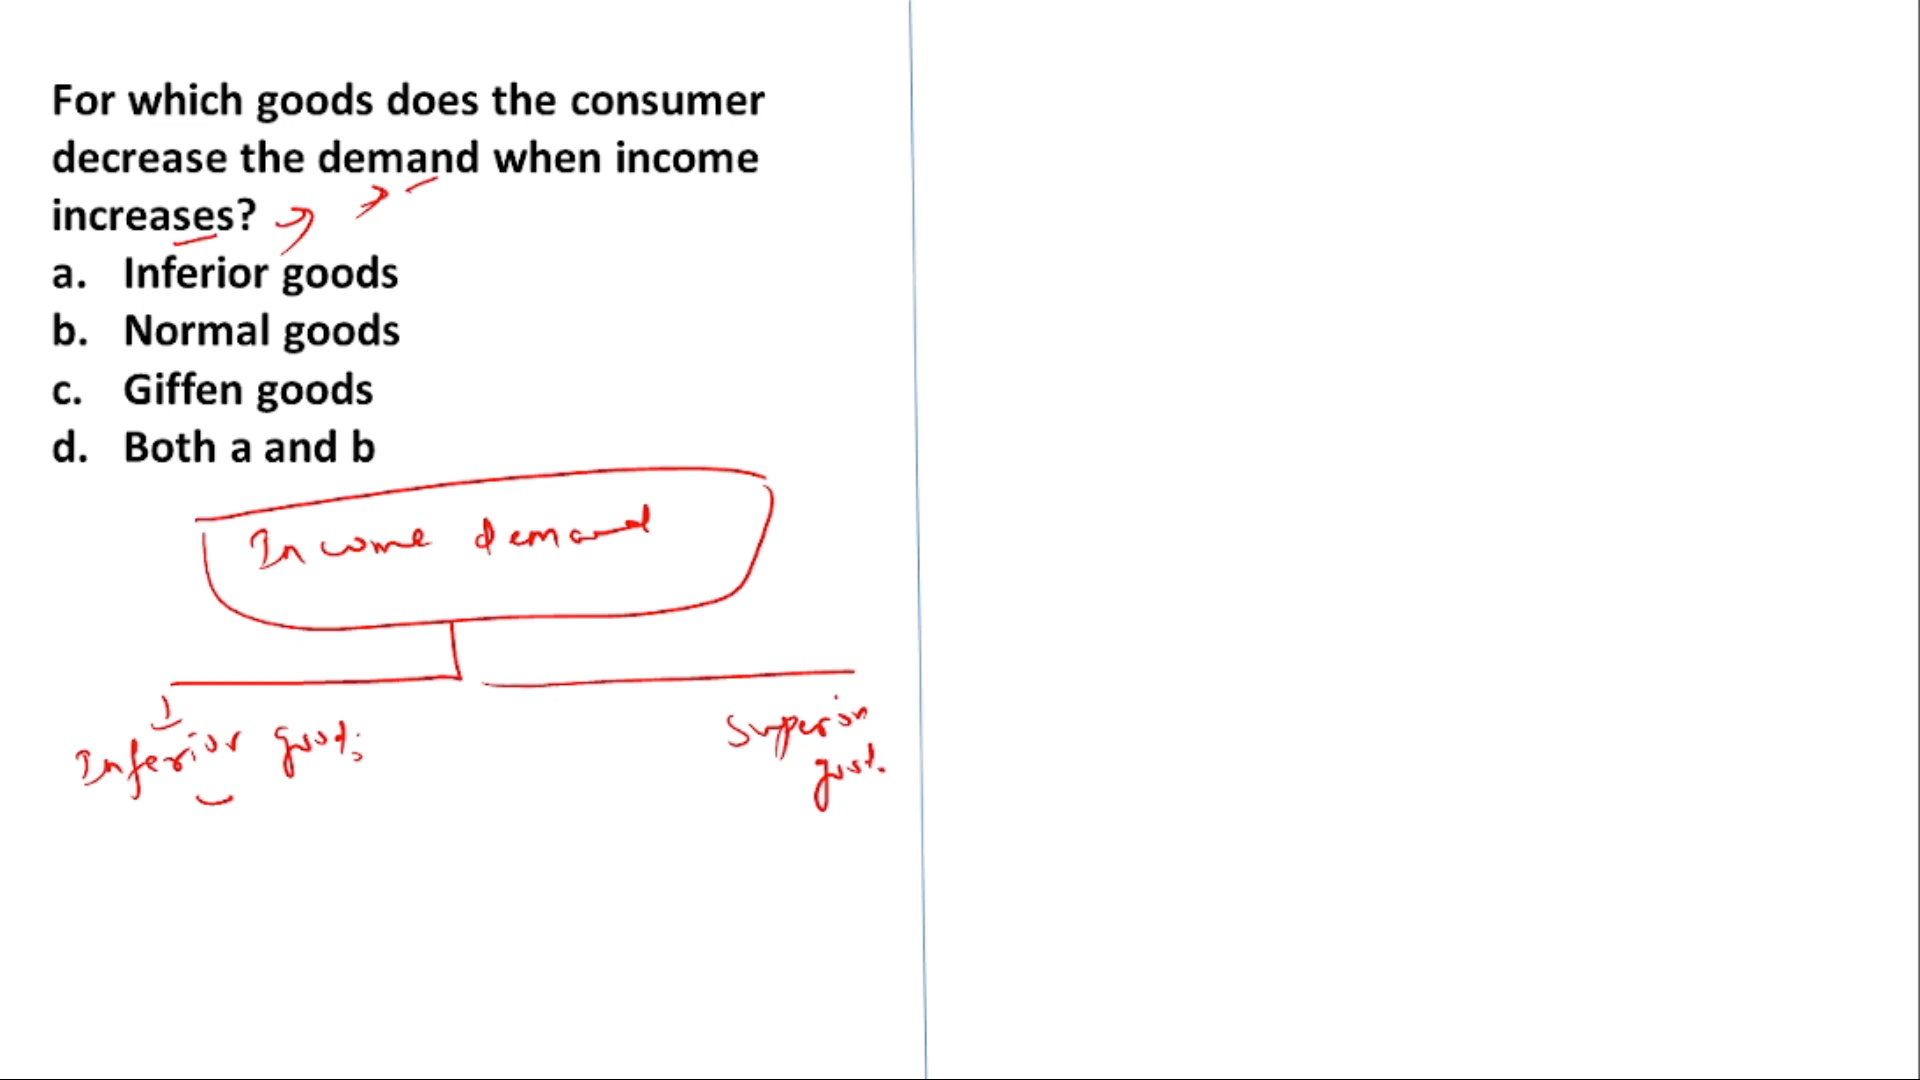 For which goods does the consumer
decrease the demand when income
increases?
a. Inferior goods
b. Normal goods
c. Giffen goods
d. Both a and b
Income demand
Inferior goods
Superior
good.